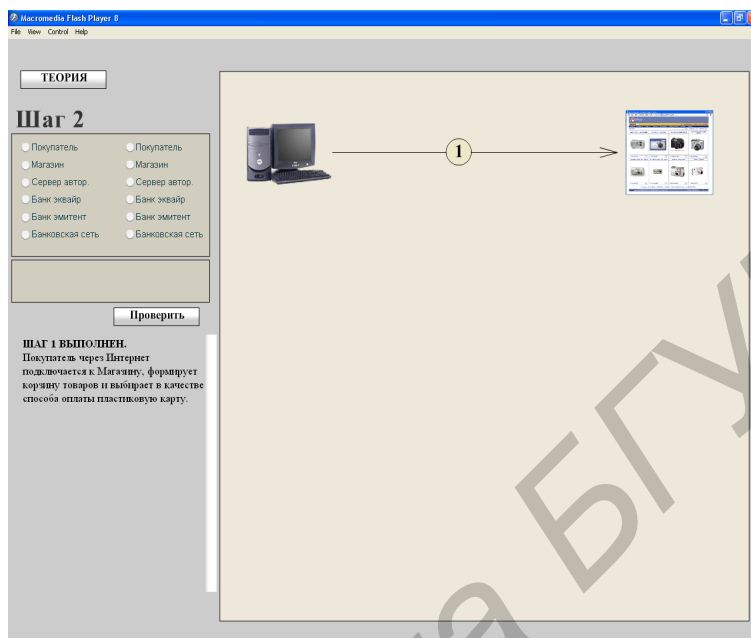 Macromedia Flash Player 8
File View Control Help
ТЕОРИЯ
Шаг 2
Покупатель Покупатель
Магазин Магазин
Сервер автор. Сервер автор.
Банк эквайр Банк эквайр
Банк эмитент Банк эмитент
Банковская сеть Банковская сеть
Проверить
ШАГ 1 ВЫПОЛНЕН.
Покупатель через Интернет
подключается к Магазину, формирует
корзину товаров и выбирает в качестве
способа оплаты пластиковую карту.
1
а БГУ